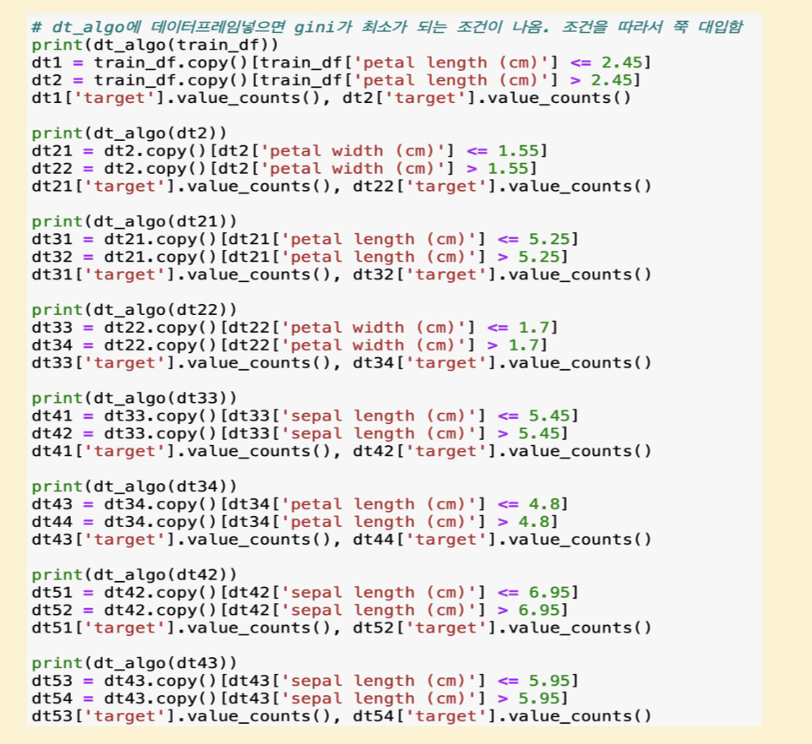 # dt_algo에 데이터프레임넣으면 gini가 최소가 되는 조건이 나옴. 조건을 따라서 쭉 대입함
print(dt_algo(train_df))
dt1 = train_df.copy()[train_df['petal length (cm)'] <= 2.45]
dt2 = train_df.copy()[train_df['petal length (cm)'] > 2.45]
dt1['target'].value_counts(), dt2['target'].value_counts()

print(dt_algo(dt2))
dt21 = dt2.copy()[dt2['petal width (cm)'] <= 1.55]
dt22 = dt2.copy()[dt2['petal width (cm)'] > 1.55]
dt21['target'].value_counts(), dt22['target'].value_counts()

print(dt_algo(dt21))
dt31 = dt21.copy()[dt21['petal length (cm)'] <= 5.25]
dt32 = dt21.copy()[dt21['petal length (cm)'] > 5.25]
dt31['target'].value_counts(), dt32['target'].value_counts()

print(dt_algo(dt22))
dt33 = dt22.copy()[dt22['petal width (cm)'] <= 1.7]
dt34 = dt22.copy()[dt22['petal width (cm)'] > 1.7]
dt33['target'].value_counts(), dt34['target'].value_counts()

print(dt_algo(dt33))
dt41 = dt33.copy()[dt33['sepal length (cm)'] <= 5.45]
dt42 = dt33.copy()[dt33['sepal length (cm)'] > 5.45]
dt41['target'].value_counts(), dt42['target'].value_counts()

print(dt_algo(dt34))
dt43 = dt34.copy()[dt34['petal length (cm)'] <= 4.8]
dt44 = dt34.copy()[dt34['petal length (cm)'] > 4.8]
dt43['target'].value_counts(), dt44['target'].value_counts()

print(dt_algo(dt42))
dt51 = dt42.copy()[dt42['sepal length (cm)'] <= 6.95]
dt52 = dt42.copy()[dt42['sepal length (cm)'] > 6.95]
dt51['target'].value_counts(), dt52['target'].value_counts()

print(dt_algo(dt43))
dt53 = dt43.copy()[dt43['sepal length (cm)'] <= 5.95]
dt54 = dt43.copy()[dt43['sepal length (cm)'] > 5.95]
dt53['target'].value_counts(), dt54['target'].value_counts()